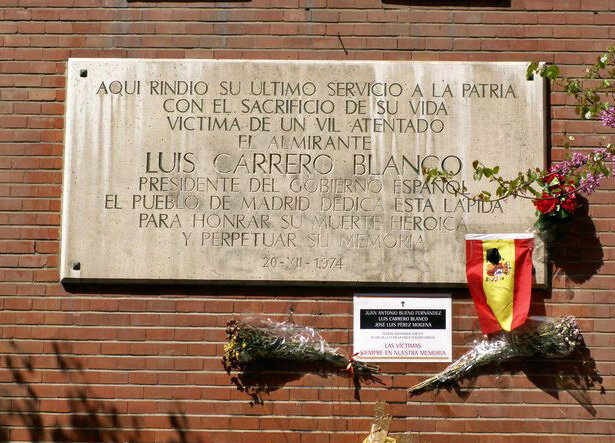 AQUI RINDIO SU ULTIMO SERVICIO A LA PATRIA
CON EL SACRIFICIO DE SU VIDA
VICTIMA DE UN VIL ATENTADO
EL ALMIRANTE
LUIS CARRERO BLANCO
PRESIDENTE DEL GOBIERNO ESPAÑOL
EL PUEBLO DE MADRID DEDICA ESTA LAPIDA
PARA HONRAR SU MUERTE HEROICA
Y PERPETUAR SU MEMORIA
20-XII-1974
JUAN ANTONIO BUENO FERNÁNDEZ
LUIS CARRERO BLANCO
JOSÉ LUIS PÉREZ MOGENA
LAS VÍCTIMAS
SIEMPRE EN NUESTRA MEMORIA